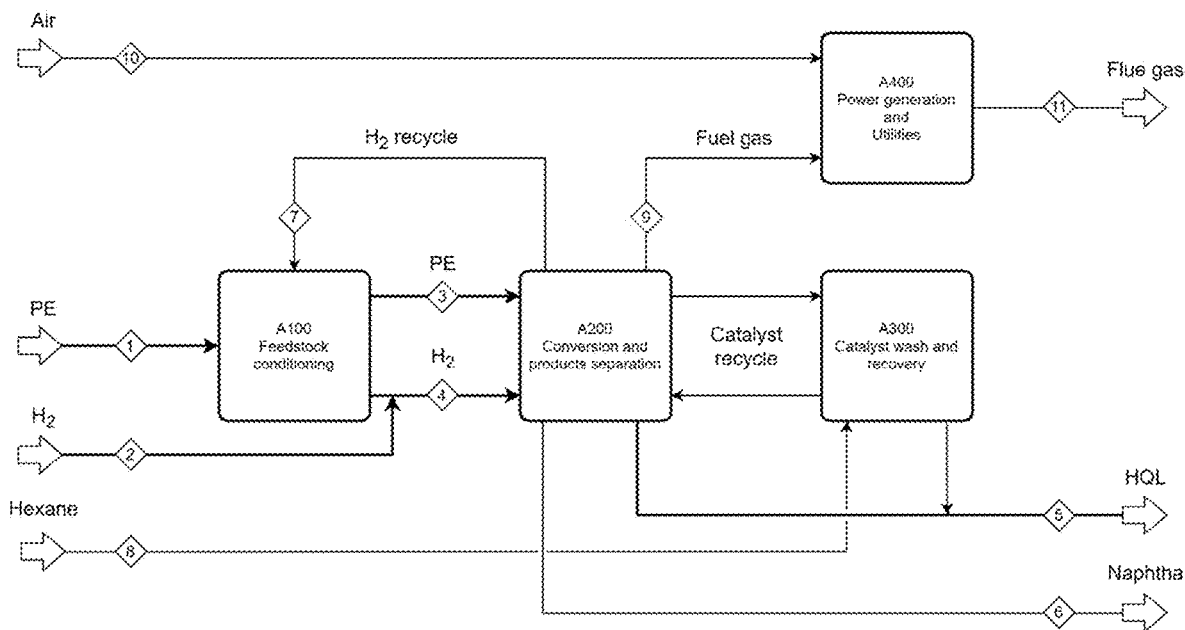 Air
10
A400
Power generation
and
Utilities
Flue gas
11
H₂ recycle
Fuel gas
7
9
PE
1
A100
Feedstock
conditioning
PE
3
H₂
4
A200
Conversion and
products separation
Catalyst
recycle
A300
Catalyst wash and
recovery
H₂
2
Hexane
8
HQL
5
Naphtha
6